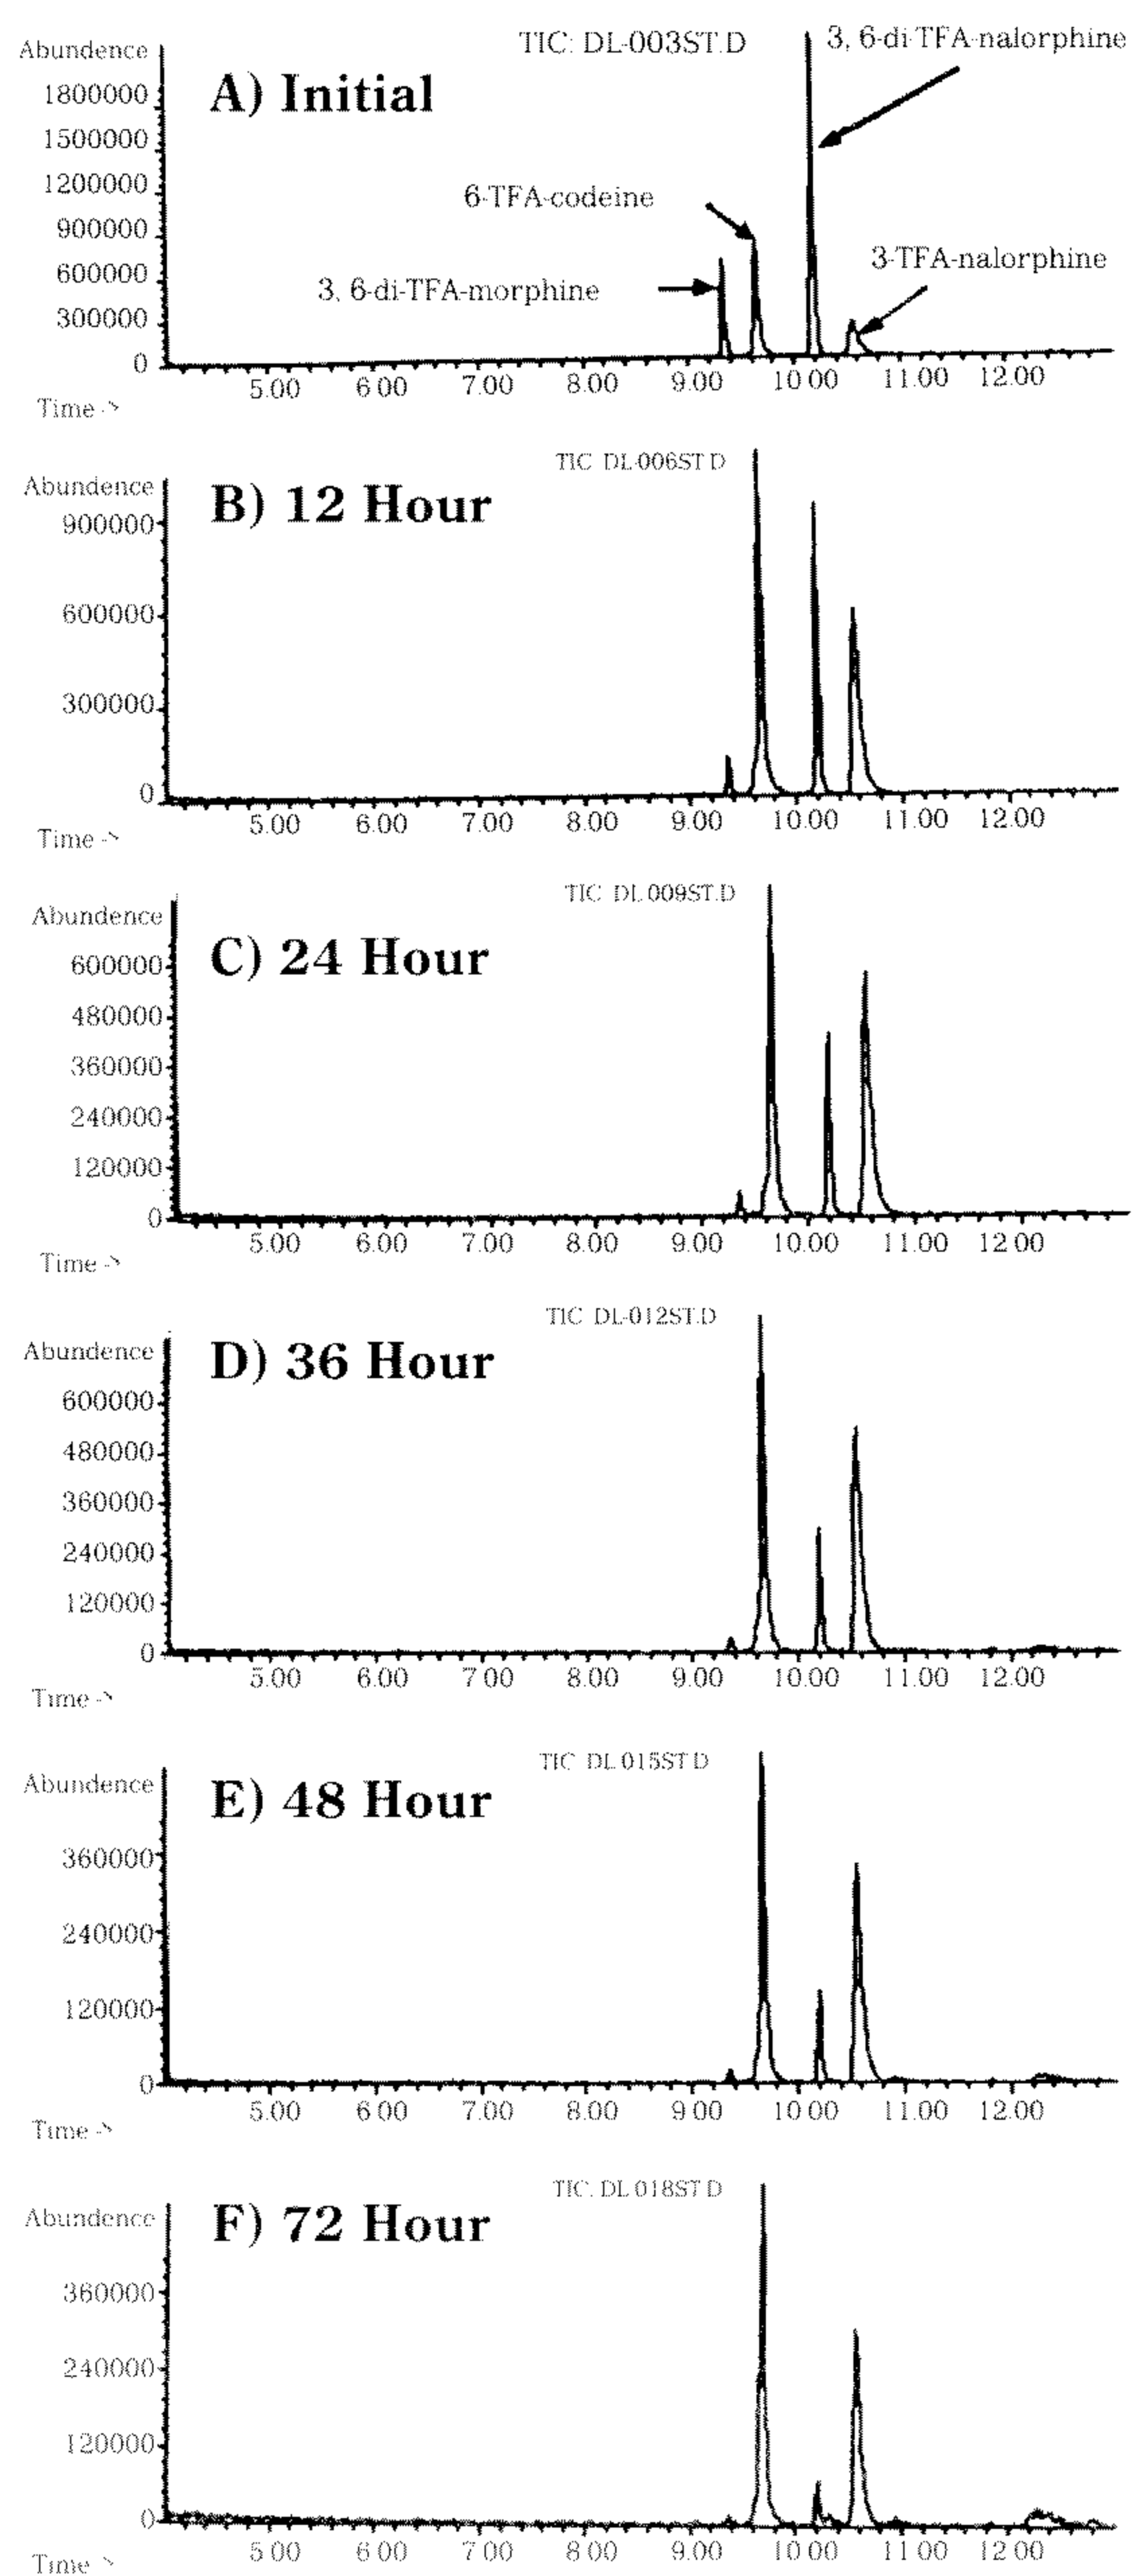 TIC: DL-003ST.D
3, 6-di-TFA-nalorphine
Abundence
A) Initial
1800000
1500000
1200000
6-TFA-codeine
900000
3-TFA-nalorphine
600000
3, 6-di-TFA-morphine
300000
0
5.00 6.00 7.00 8.00 9.00 10.00 11.00 12.00
Time ->
TIC DL-006ST D
Abundence
B) 12 Hour
900000
600000
300000
0
5.00 6.00 7.00 8.00 9.00 10.00 11.00 12.00
Time ->
TIC DL 009ST.D
Abundence
C) 24 Hour
600000
480000
360000
240000
120000
0
5.00 6.00 7.00 8.00 9.00 10.00 11.00 12.00
Time ->
TIC DL-012ST.D
Abundence
D) 36 Hour
600000
480000
360000
240000
120000
0
5.00 6.00 7.00 8.00 9.00 10.00 11.00 12.00
Time ->
TIC DL 015ST D
Abundence
E) 48 Hour
360000
240000
120000
0
5.00 6.00 7.00 8.00 9.00 10.00 11.00 12.00
Time ->
TIC. DL 018ST D
Abundence
F) 72 Hour
360000
240000
120000
0
5.00 6.00 7.00 8.00 9.00 10.00 11.00 12.00
Time ->